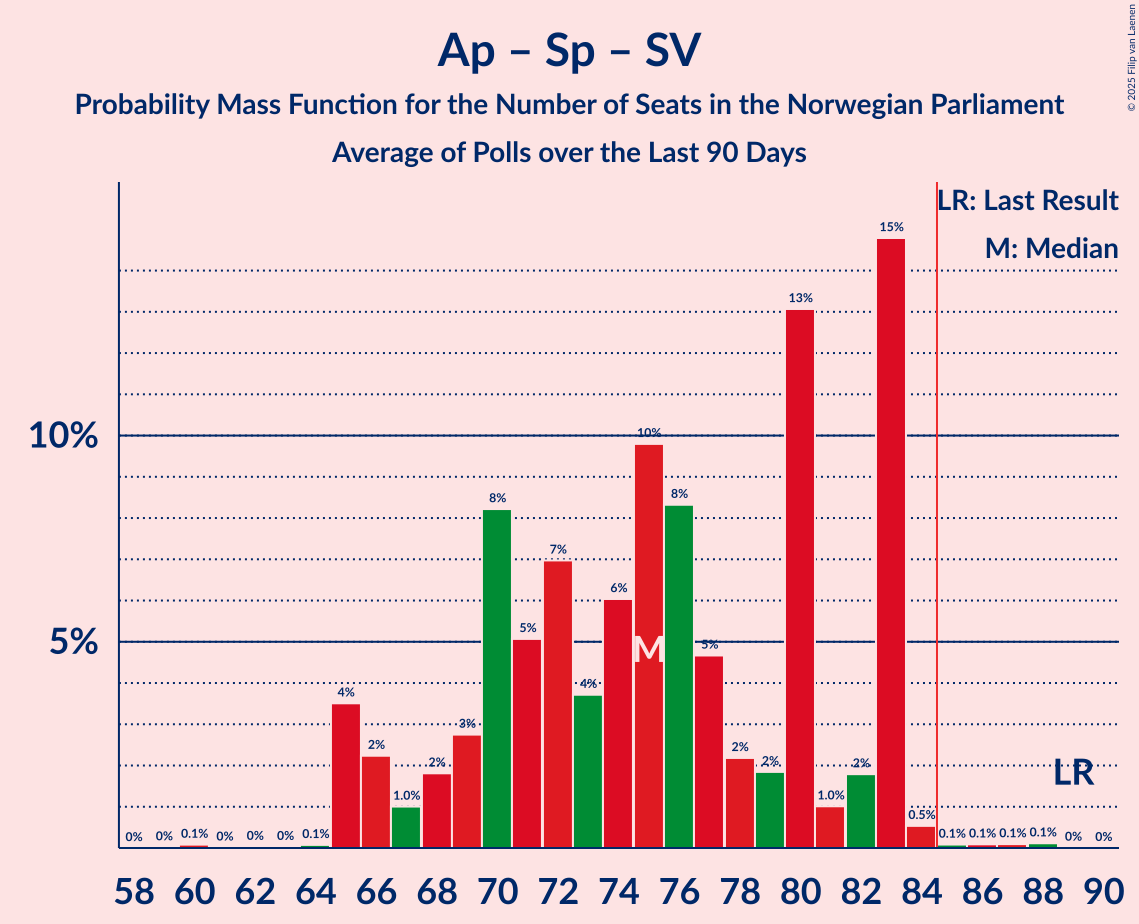 Ap – Sp – SV
Probability Mass Function for the Number of Seats in the Norwegian Parliament
Average of Polls over the Last 90 Days
© 2025 Filip van Laenen
LR: Last Result
M: Median
10%
5%
0% 0% 0.1% 0% 0% 0% 0.1% 4% 2% 1.0% 2% 3% 8% 5% 7% 4% 6% 10% 8% 5% 2% 2% 13% 1.0% 2% 15% 0.5% 0.1% 0.1% 0.1% 0.1% 0% 0%
M
LR
58 60 62 64 66 68 70 72 74 76 78 80 82 84 86 88 90